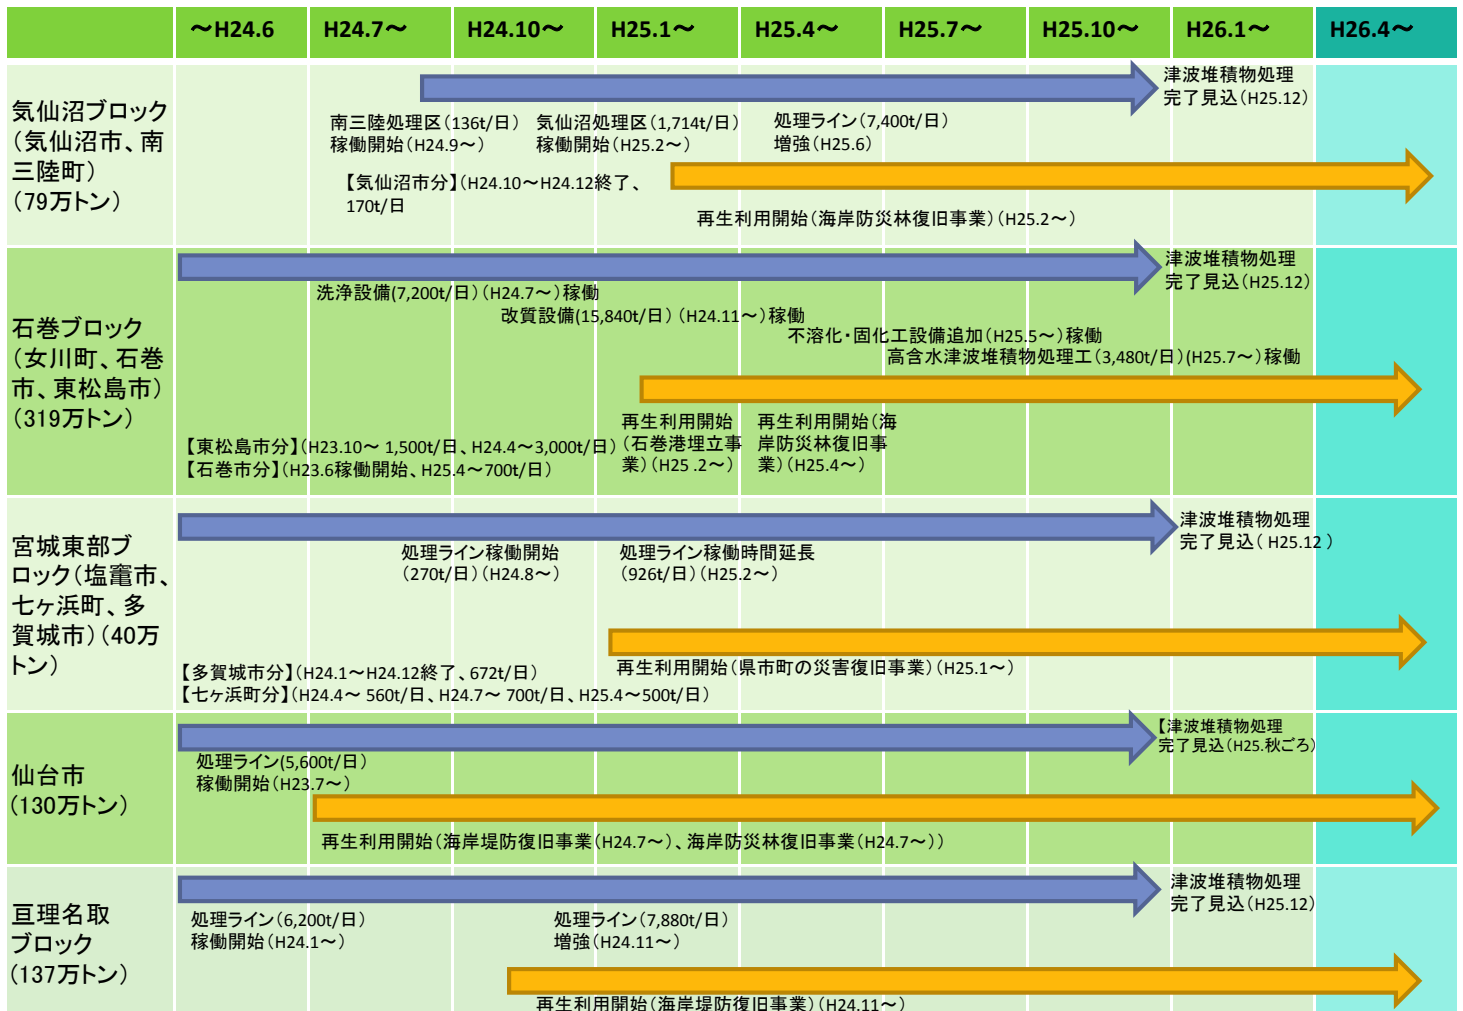 ～H24.6
H24.7～
H24.10～
H25.1～
H25.4～
H25.7～
H25.10～
H26.1～
H26.4～
気仙沼ブロック
（気仙沼市、南
三陸町）
（79万トン）
津波堆積物処理
完了見込（H25.12）
南三陸処理区（136t/日）
稼働開始（H24.9～）
気仙沼処理区（1,714t/日）
稼働開始（H25.2～）
処理ライン（7,400t/日）
増強（H25.6）
【気仙沼市分】（H24.10～H24.12終了、
170t/日
再生利用開始（海岸防災林復旧事業）（H25.2～）
石巻ブロック
（女川町、石巻
市、東松島市）
（319万トン）
津波堆積物処理
完了見込（H25.12）
洗浄設備(7,200t/日）（H24.7～）稼働
改質設備(15,840t/日）（H24.11～）稼働
不溶化・固化工設備追加（H25.5～）稼働
高含水津波堆積物処理工（3,480t/日）(H25.7～）稼働
再生利用開始
（石巻港埋立事
業）（H25 .2～）
再生利用開始（海
岸防災林復旧事
業）（H25.4～）
【東松島市分】（H23.10～ 1,500t/日、H24.4～3,000t/日）
【石巻市分】（H23.6稼働開始、H25.4～700t/日）
宮城東部ブ
ロック（塩竈市、
七ヶ浜町、多
賀城市）（40万
トン）
津波堆積物処理
完了見込（ H25.12 ）
処理ライン稼働開始
（270t/日）（H24.8～）
処理ライン稼働時間延長
（926t/日）（H25.2～）
再生利用開始（県市町の災害復旧事業）（H25.1～）
【多賀城市分】（H24.1～H24.12終了、672t/日）
【七ヶ浜町分】（H24.4～ 560t/日、H24.7～ 700t/日、H25.4～500t/日）
仙台市
（130万トン）
【津波堆積物処理
完了見込（H25.秋ごろ）
処理ライン(5,600t/日）
稼働開始（H23.7～）
再生利用開始（海岸堤防復旧事業（H24.7～）、海岸防災林復旧事業（H24.7～））
亘理名取
ブロック
（137万トン）
津波堆積物処理
完了見込（H25.12）
処理ライン（6,200t/日）
稼働開始（H24.1～）
処理ライン（7,880t/日）
増強（H24.11～）
再生利用開始（海岸堤防復旧事業）（H24.11～）